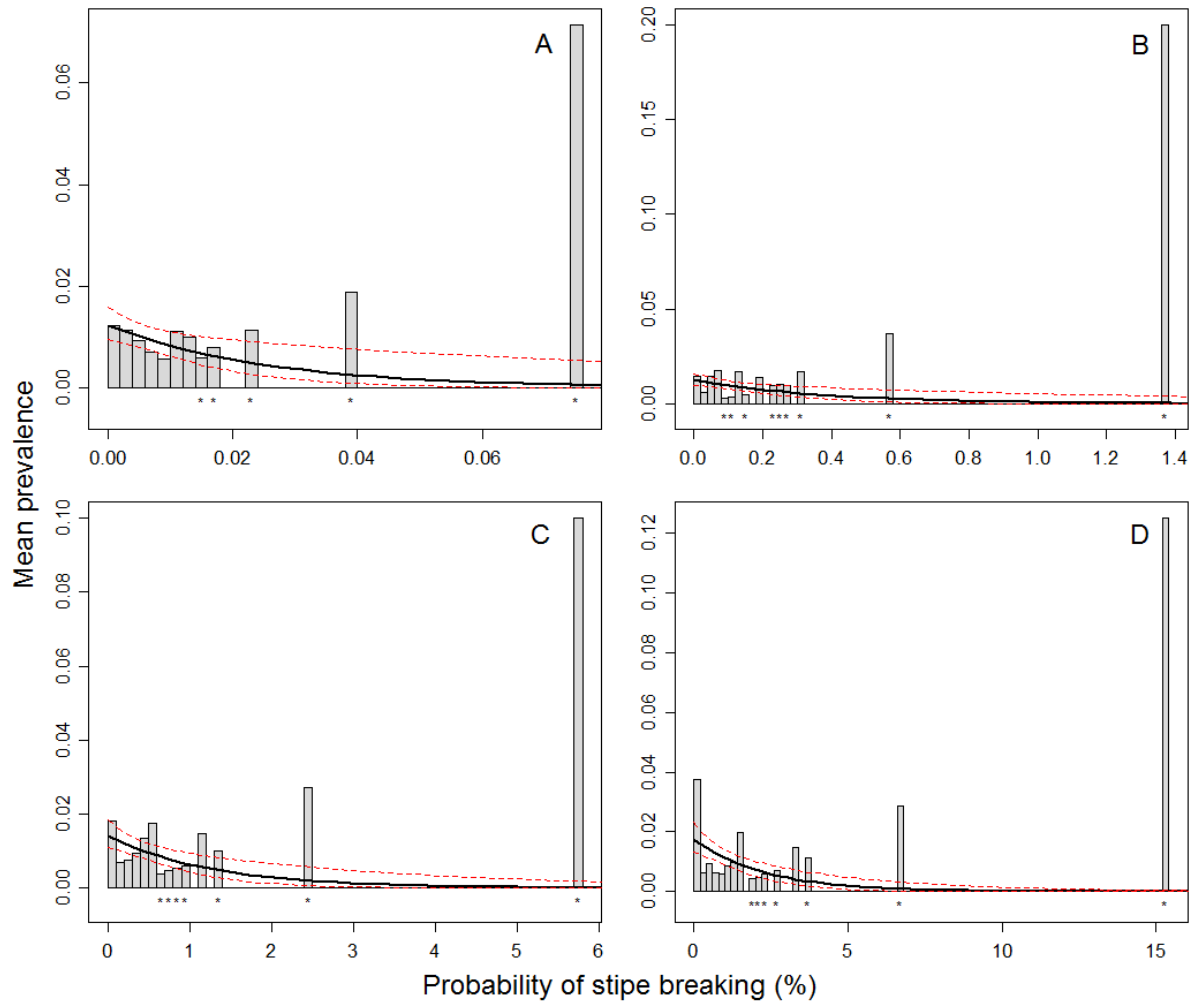 Mean prevalence
A
0.06
0.04
0.02
0.00
* * * * *
0.00 0.02 0.04 0.06
B
0.20
0.15
0.10
0.05
0.00
** * *** * * *
0.0 0.2 0.4 0.6 0.8 1.0 1.2 1.4
C
0.10
0.08
0.06
0.04
0.02
0.00
**** * * *
0 1 2 3 4 5 6
D
0.12
0.10
0.08
0.06
0.04
0.02
0.00
*** * * * *
0 5 10 15
Probability of stipe breaking (%)